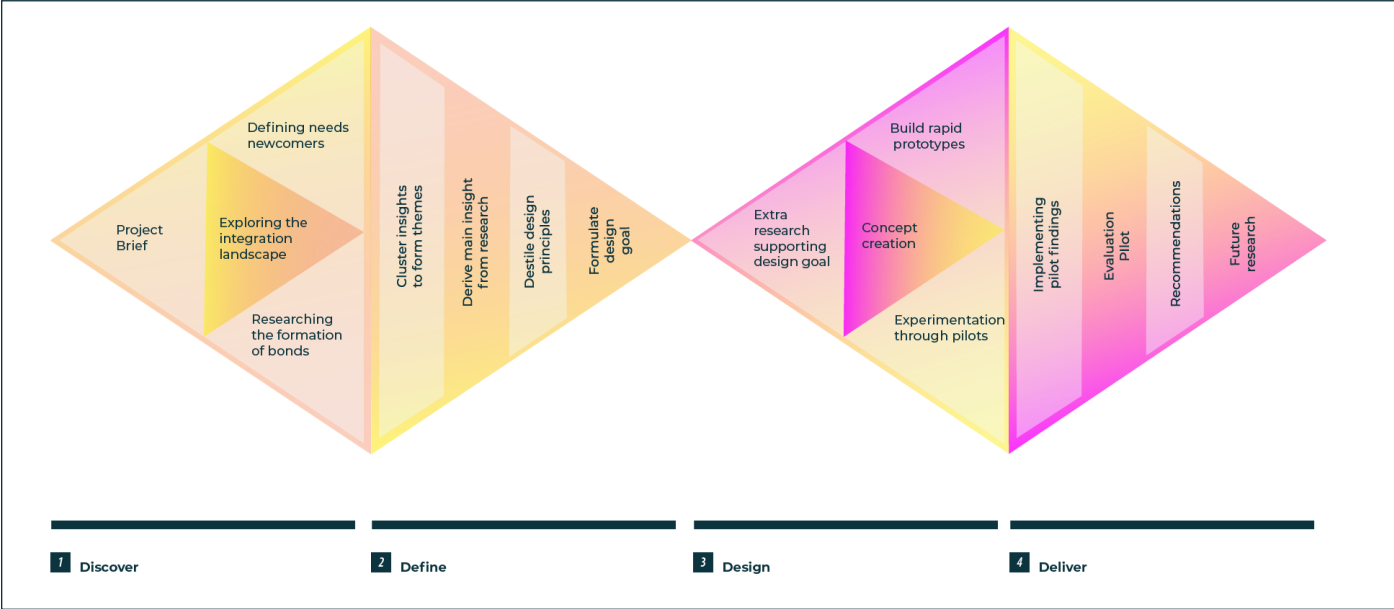 Project
Brief
Defining needs
newcomers
Exploring the
integration
landscape
Researching
the formation
of bonds
Cluster insights
to form themes
Derive main insight
from research
Destile design
principles
Formulate
design
goal
Extra
research
supporting
design goal
Build rapid
prototypes
Concept
creation
Experimentation
through pilots
Implementing
pilot findings
Evaluation
Pilot
Recommendations
Future
research
1 Discover
2 Define
3 Design
4 Deliver